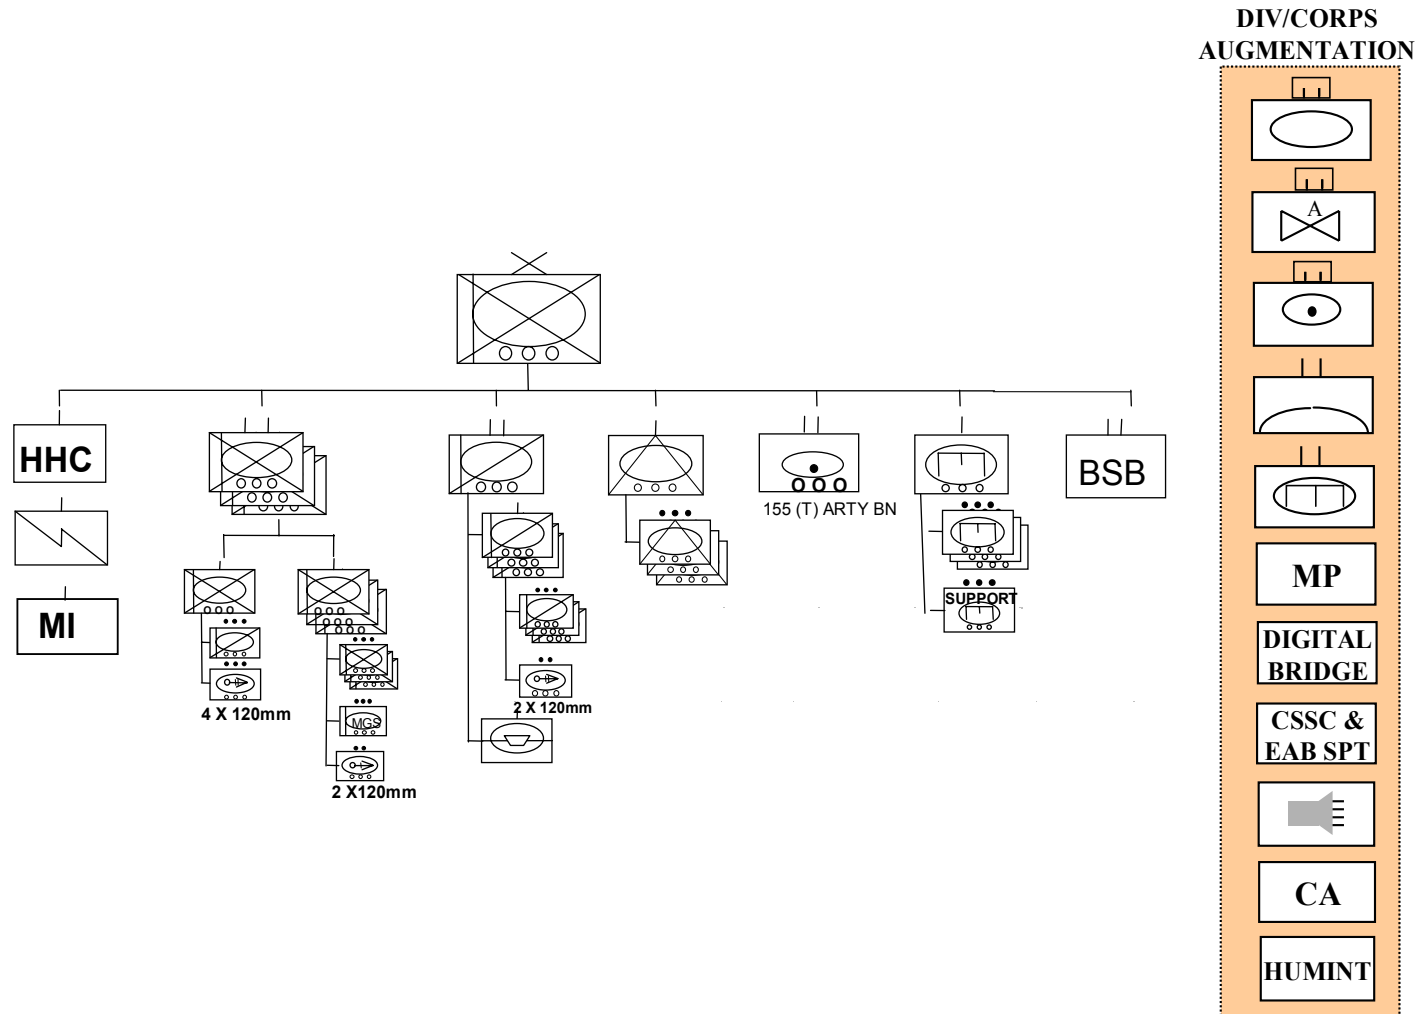 DIV/CORPS
AUGMENTATION
A
HHC
BSB
155 (T) ARTY BN
MI
SUPPORT
4 X 120mm
MGS
2 X120mm
2 X 120mm
MP
DIGITAL
BRIDGE
CSSC &
EAB SPT
CA
HUMINT